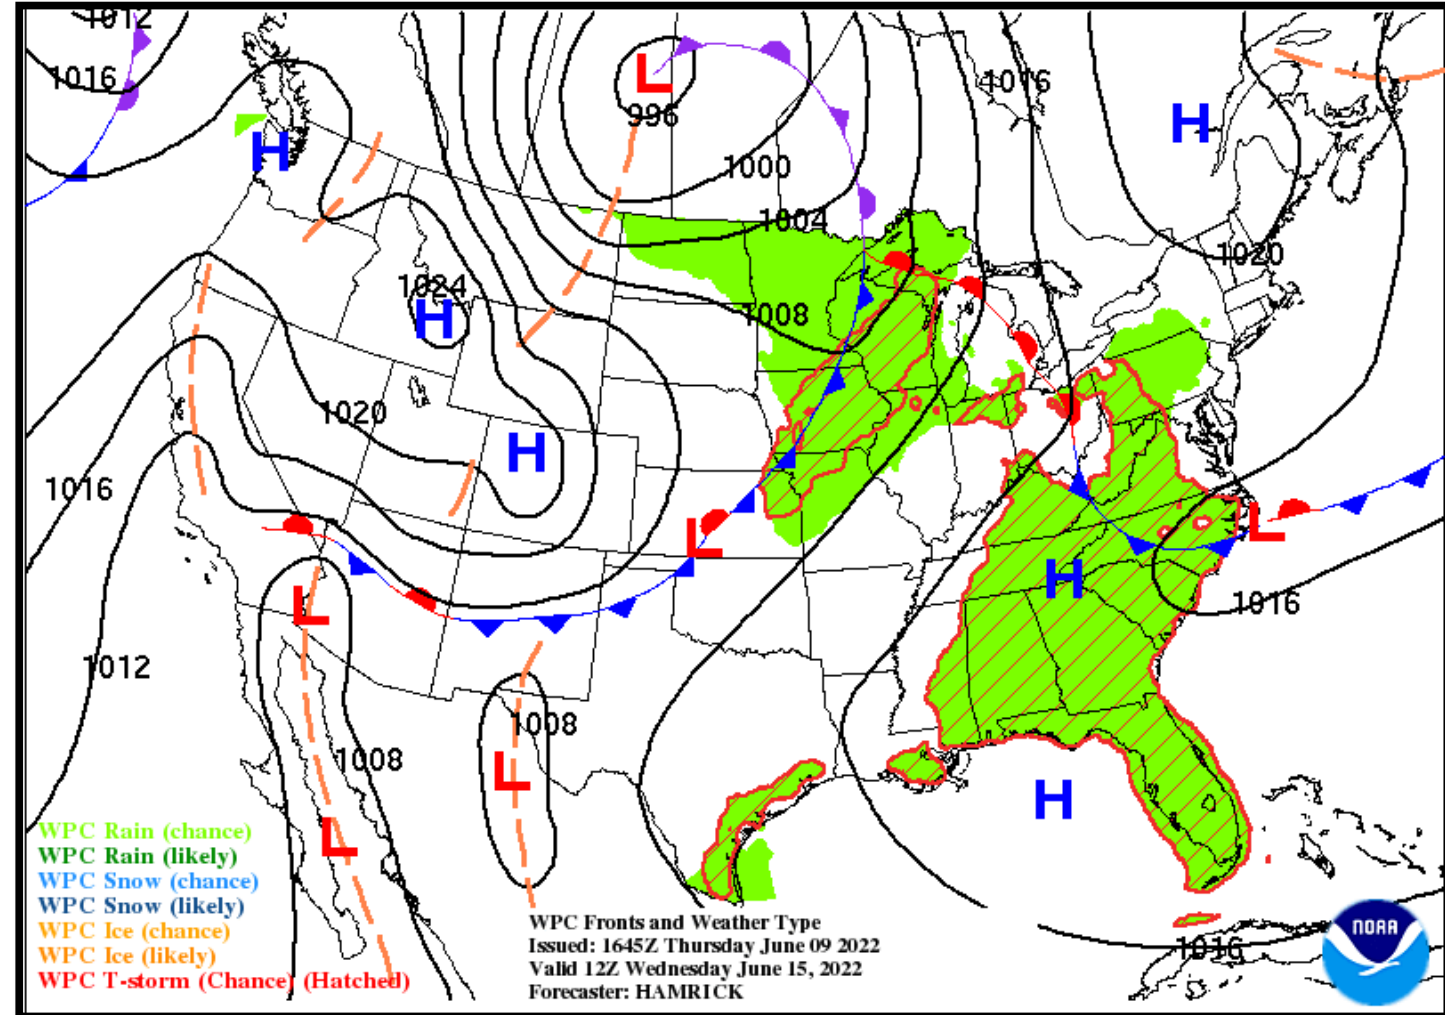 1012
1016
L
996
1016
H
H
1000
1004
1020
1024
H
1008
1020
H
1016
L
L
H
1016
L
1012
1008
1008
L
H
L
WPC Rain (chance)
WPC Rain (likely)
WPC Snow (chance)
WPC Snow (likely)
WPC Ice (chance)
WPC Ice (likely)
WPC T-storm (Chance) (Hatched)
WPC Fronts and Weather Type
Issued: 1645Z Thursday June 09 2022
Valid 12Z Wednesday June 15, 2022
Forecaster: HAMRICK
1016
NOAA